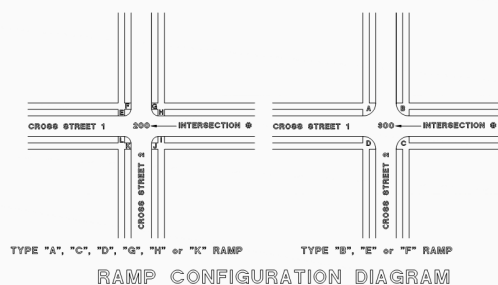 F G
E H
A B
CROSS STREET 1 200 INTERSECTION #
CROSS STREET 1 300 INTERSECTION #
D C
CROSS STREET 2
CROSS STREET 2
TYPE "A", "C", "D", "G", "H" or "K" RAMP
TYPE "B", "E" or "F" RAMP
RAMP CONFIGURATION DIAGRAM